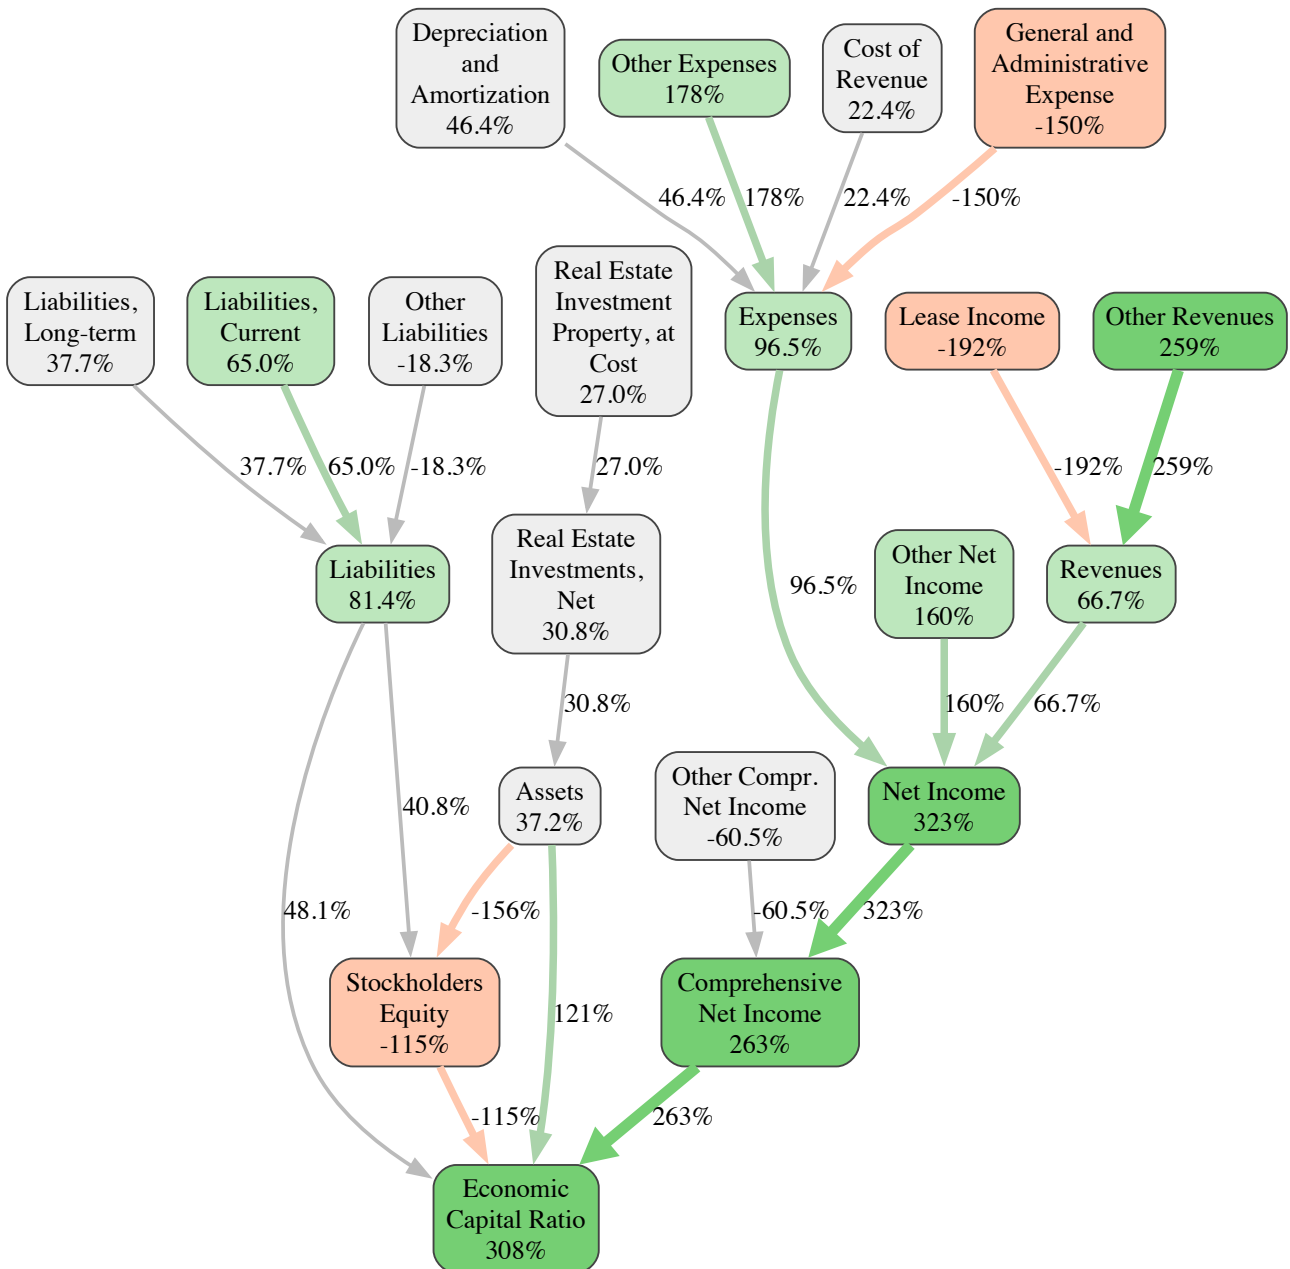 Depreciation
and
Amortization
46.4%
Other Expenses
178%
Cost of
Revenue
22.4%
General and
Administrative
Expense
-150%
46.4%
178%
22.4%
-150%
Liabilities,
Long-term
37.7%
Liabilities,
Current
65.0%
Other
Liabilities
-18.3%
Real Estate
Investment
Property, at
Cost
27.0%
Expenses
96.5%
Lease Income
-192%
Other Revenues
259%
37.7%
65.0%
-18.3%
27.0%
-192%
259%
Liabilities
81.4%
Real Estate
Investments,
Net
30.8%
96.5%
Other Net
Income
160%
Revenues
66.7%
30.8%
160%
66.7%
40.8%
Assets
37.2%
Other Compr.
Net Income
-60.5%
Net Income
323%
48.1%
-156%
-60.5%
323%
Stockholders
Equity
-115%
121%
Comprehensive
Net Income
263%
-115%
263%
Economic
Capital Ratio
308%